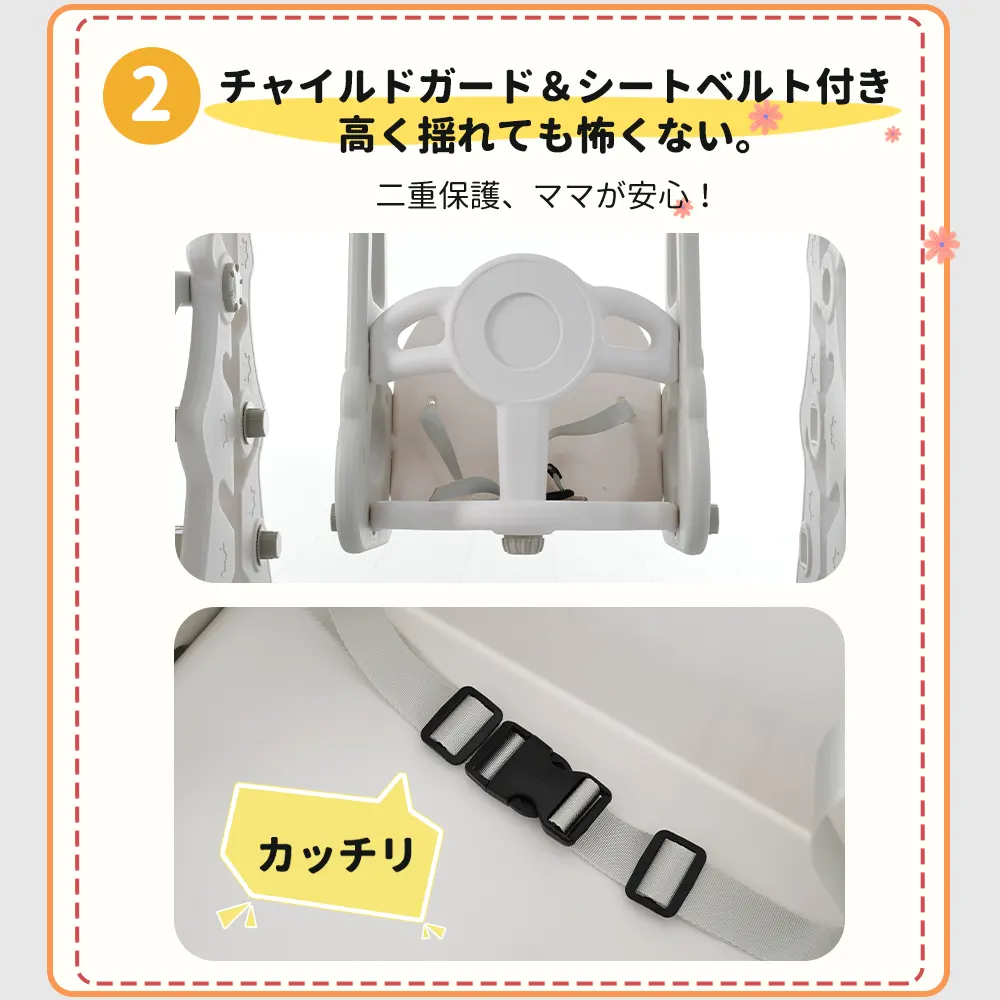 2
チャイルドガード＆シートベルト付き
高く揺れても怖くない。
二重保護、ママが安心！
カッチリ